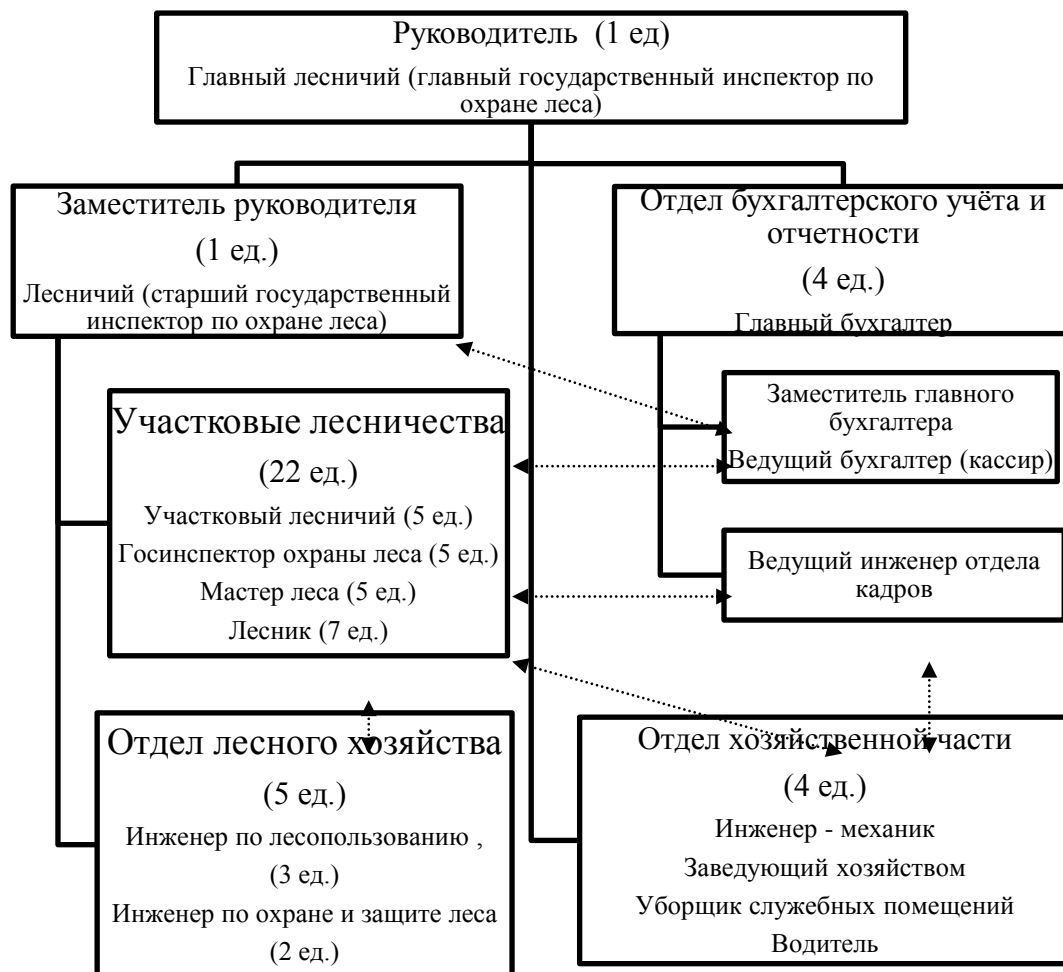 Руководитель (1 ед)
Главный лесничий (главный государственный инспектор по
охране леса)
Заместитель руководителя
(1 ед.)
Лесничий (старший государственный
инспектор по охране леса)
Отдел бухгалтерского учёта и
отчетности
(4 ед.)
Главный бухгалтер
Заместитель главного
бухгалтера
Ведущий бухгалтер (кассир)
Участковые лесничества
(22 ед.)
Участковый лесничий (5 ед.)
Госинспектор охраны леса (5 ед.)
Мастер леса (5 ед.)
Лесник (7 ед.)
Ведущий инженер отдела
кадров
Отдел лесного хозяйства
(5 ед.)
Инженер по лесопользованию ,
(3 ед.)
Инженер по охране и защите леса
(2 ед.)
Отдел хозяйственной части
(4 ед.)
Инженер - механик
Заведующий хозяйством
Уборщик служебных помещений
Водитель